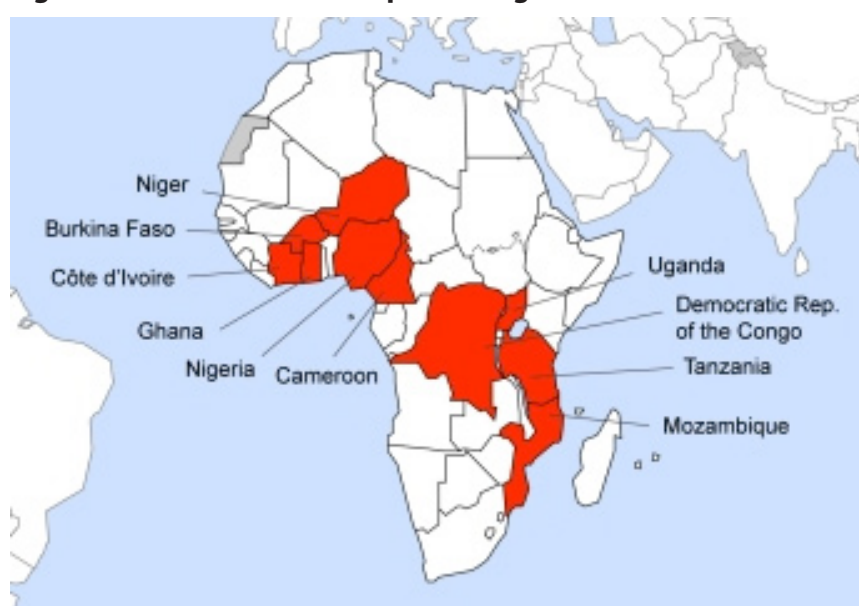 Niger
Burkina Faso
Côte d'Ivoire
Ghana
Nigeria
Cameroon
Uganda
Democratic Rep.
of the Congo
Tanzania
Mozambique